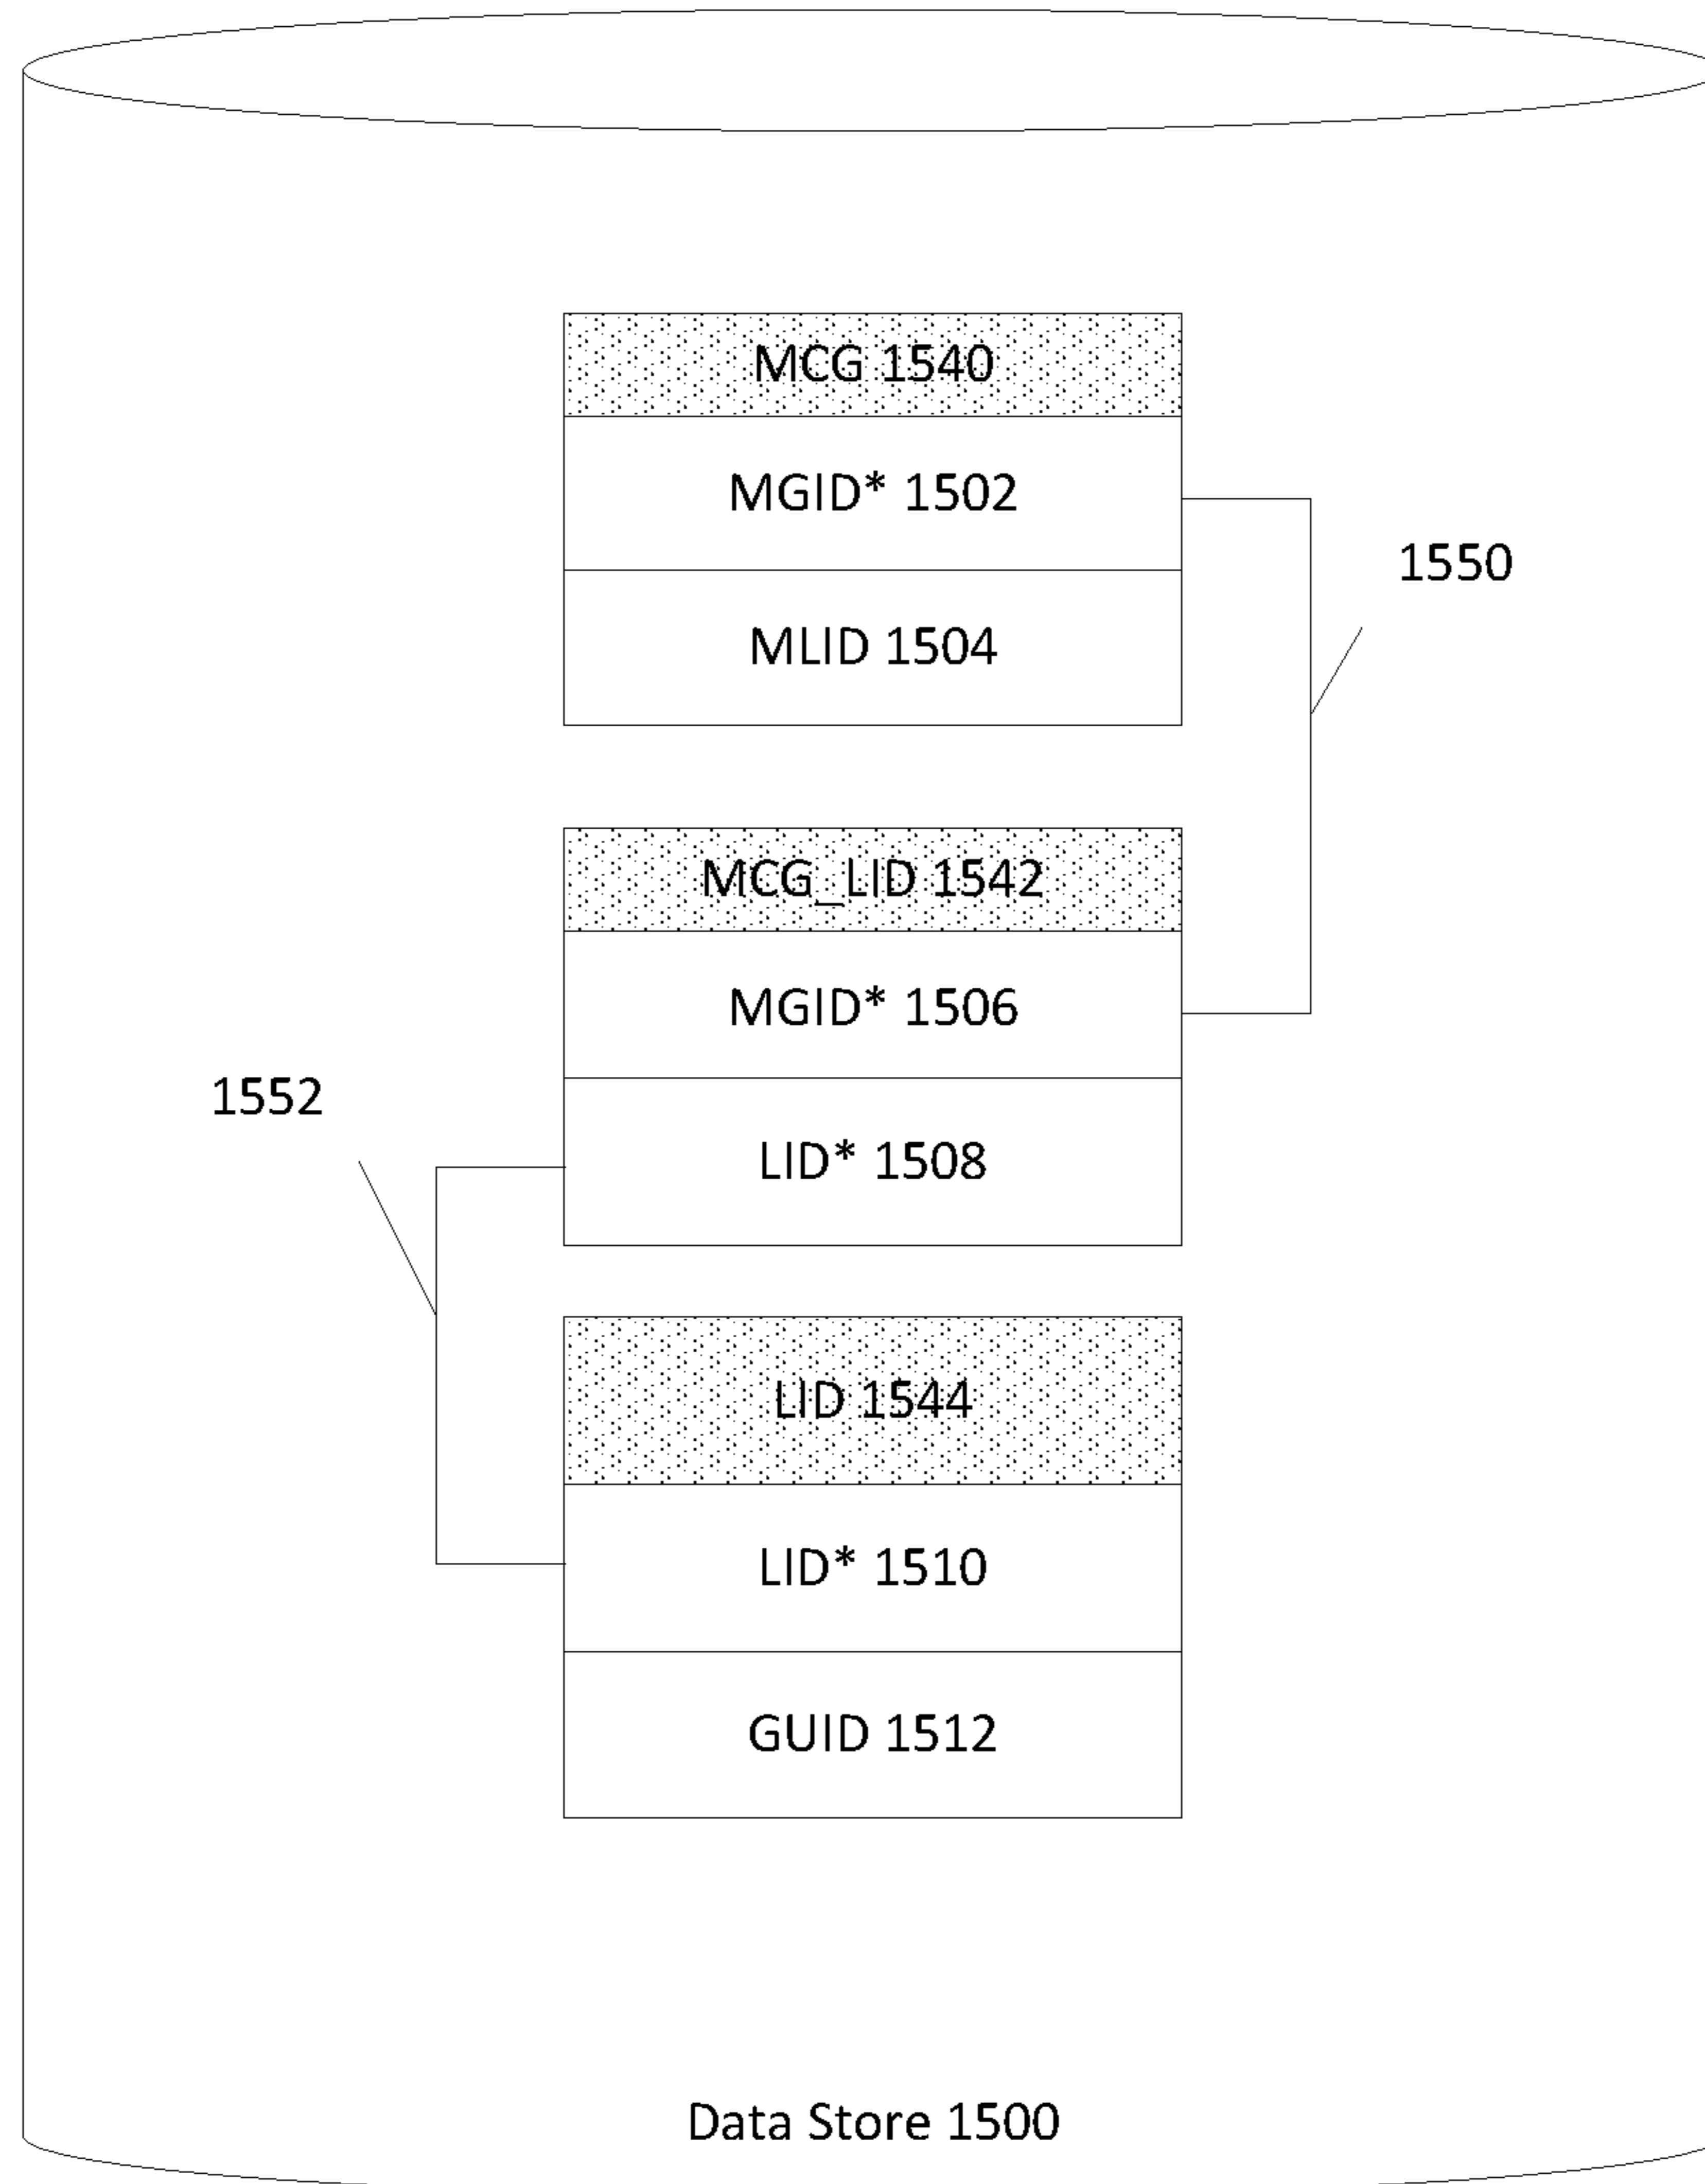 MCG 1540
MGID* 1502
1550
MLID 1504
MCG_LID 1542
MGID* 1506
1552
LID* 1508
LID 1544
LID* 1510
GUID 1512
Data Store 1500